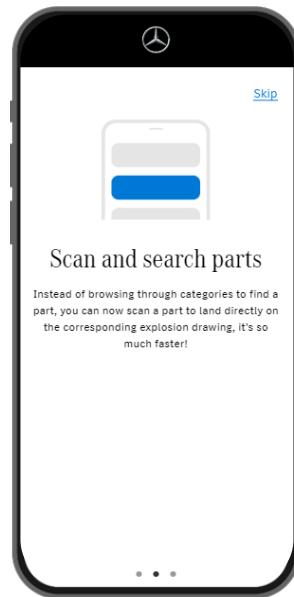 Skip
Scan and search parts
Instead of browsing through categories to find a
part, you can now scan a part to land directly on
the corresponding explosion drawing, it's so
much faster!